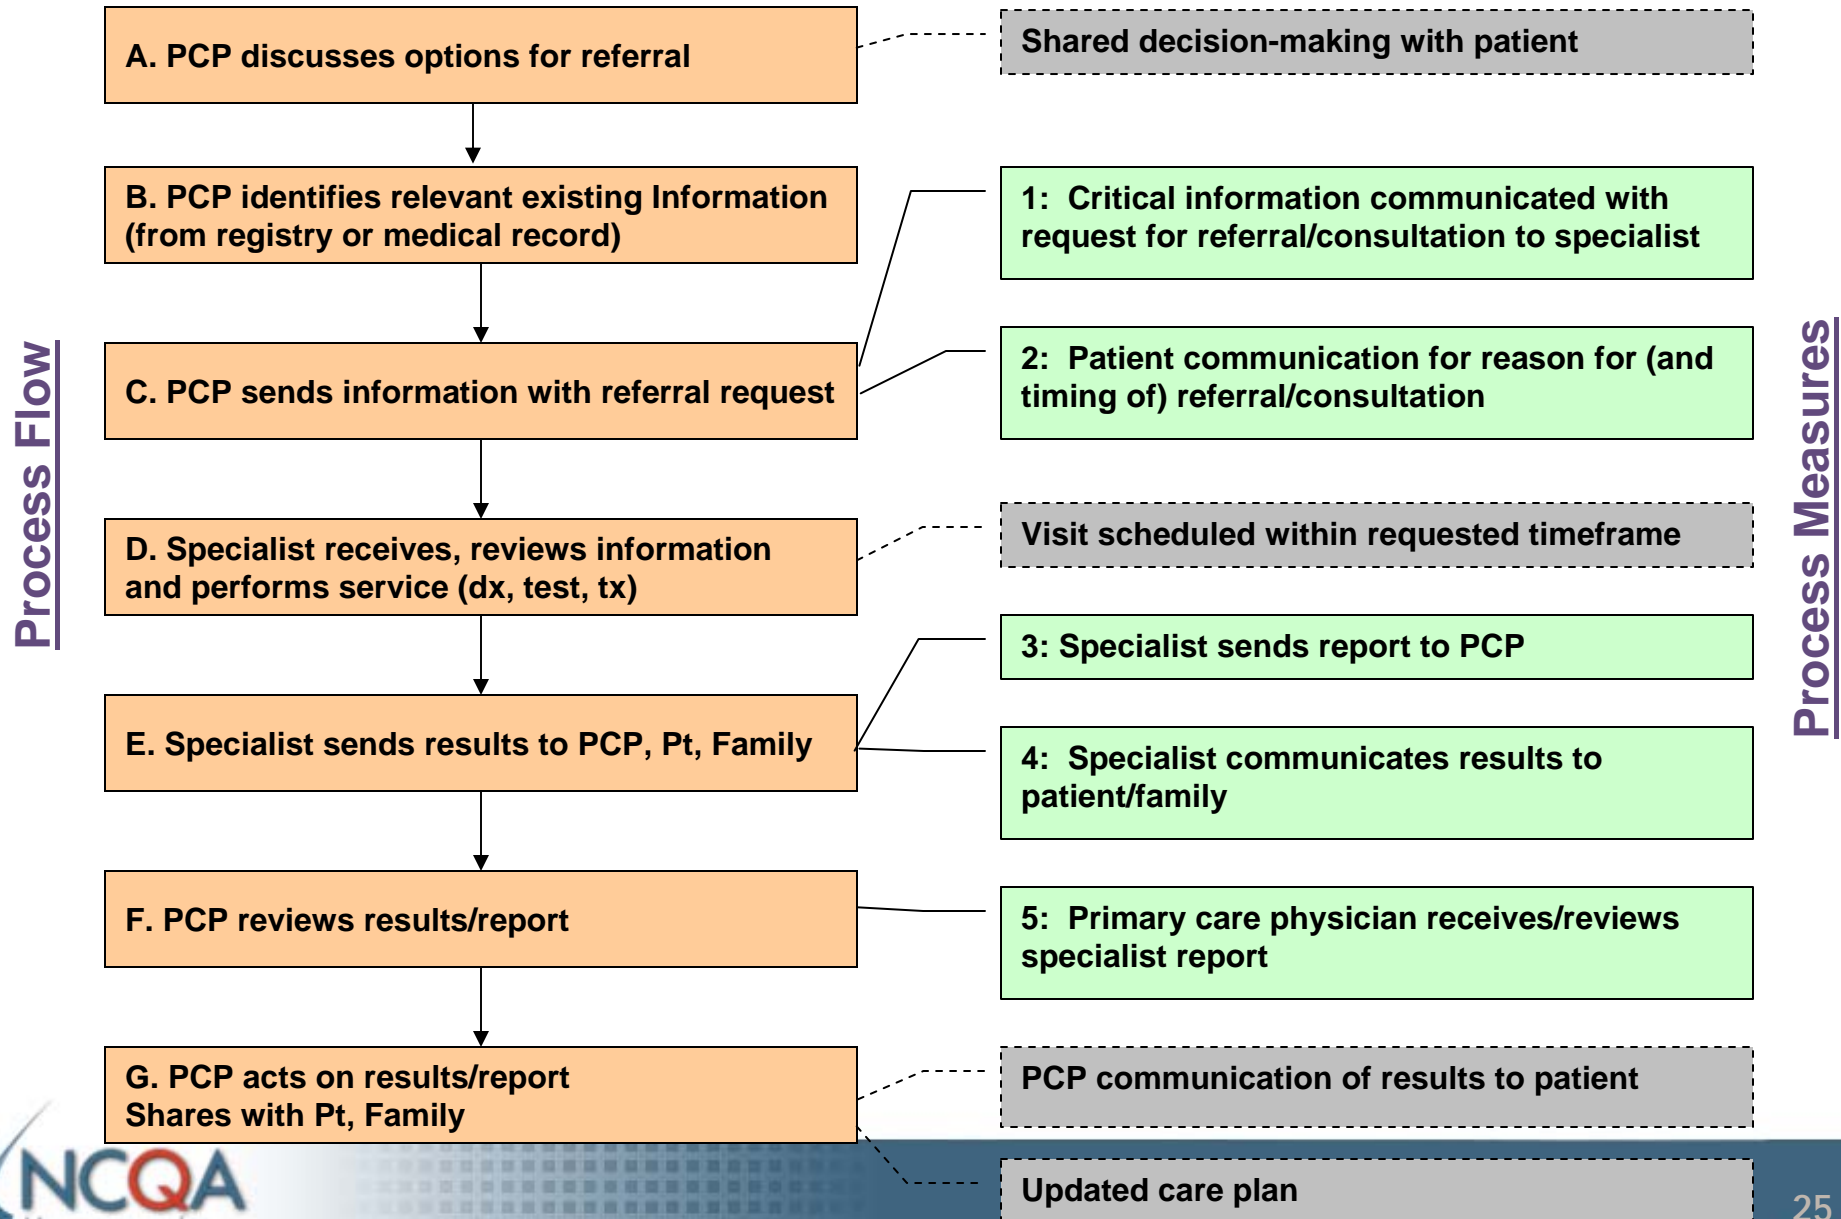 Process Flow
A. PCP discusses options for referral
Shared decision-making with patient
B. PCP identifies relevant existing Information
(from registry or medical record)
1:  Critical information communicated with
request for referral/consultation to specialist
C. PCP sends information with referral request
2:  Patient communication for reason for (and
timing of) referral/consultation
D. Specialist receives, reviews information
and performs service (dx, test, tx)
Visit scheduled within requested timeframe
3: Specialist sends report to PCP
E. Specialist sends results to PCP, Pt, Family
4:  Specialist communicates results to
patient/family
F. PCP reviews results/report
5:  Primary care physician receives/reviews
specialist report
G. PCP acts on results/report
Shares with Pt, Family
PCP communication of results to patient
Updated care plan
Process Measures
NCQA
25